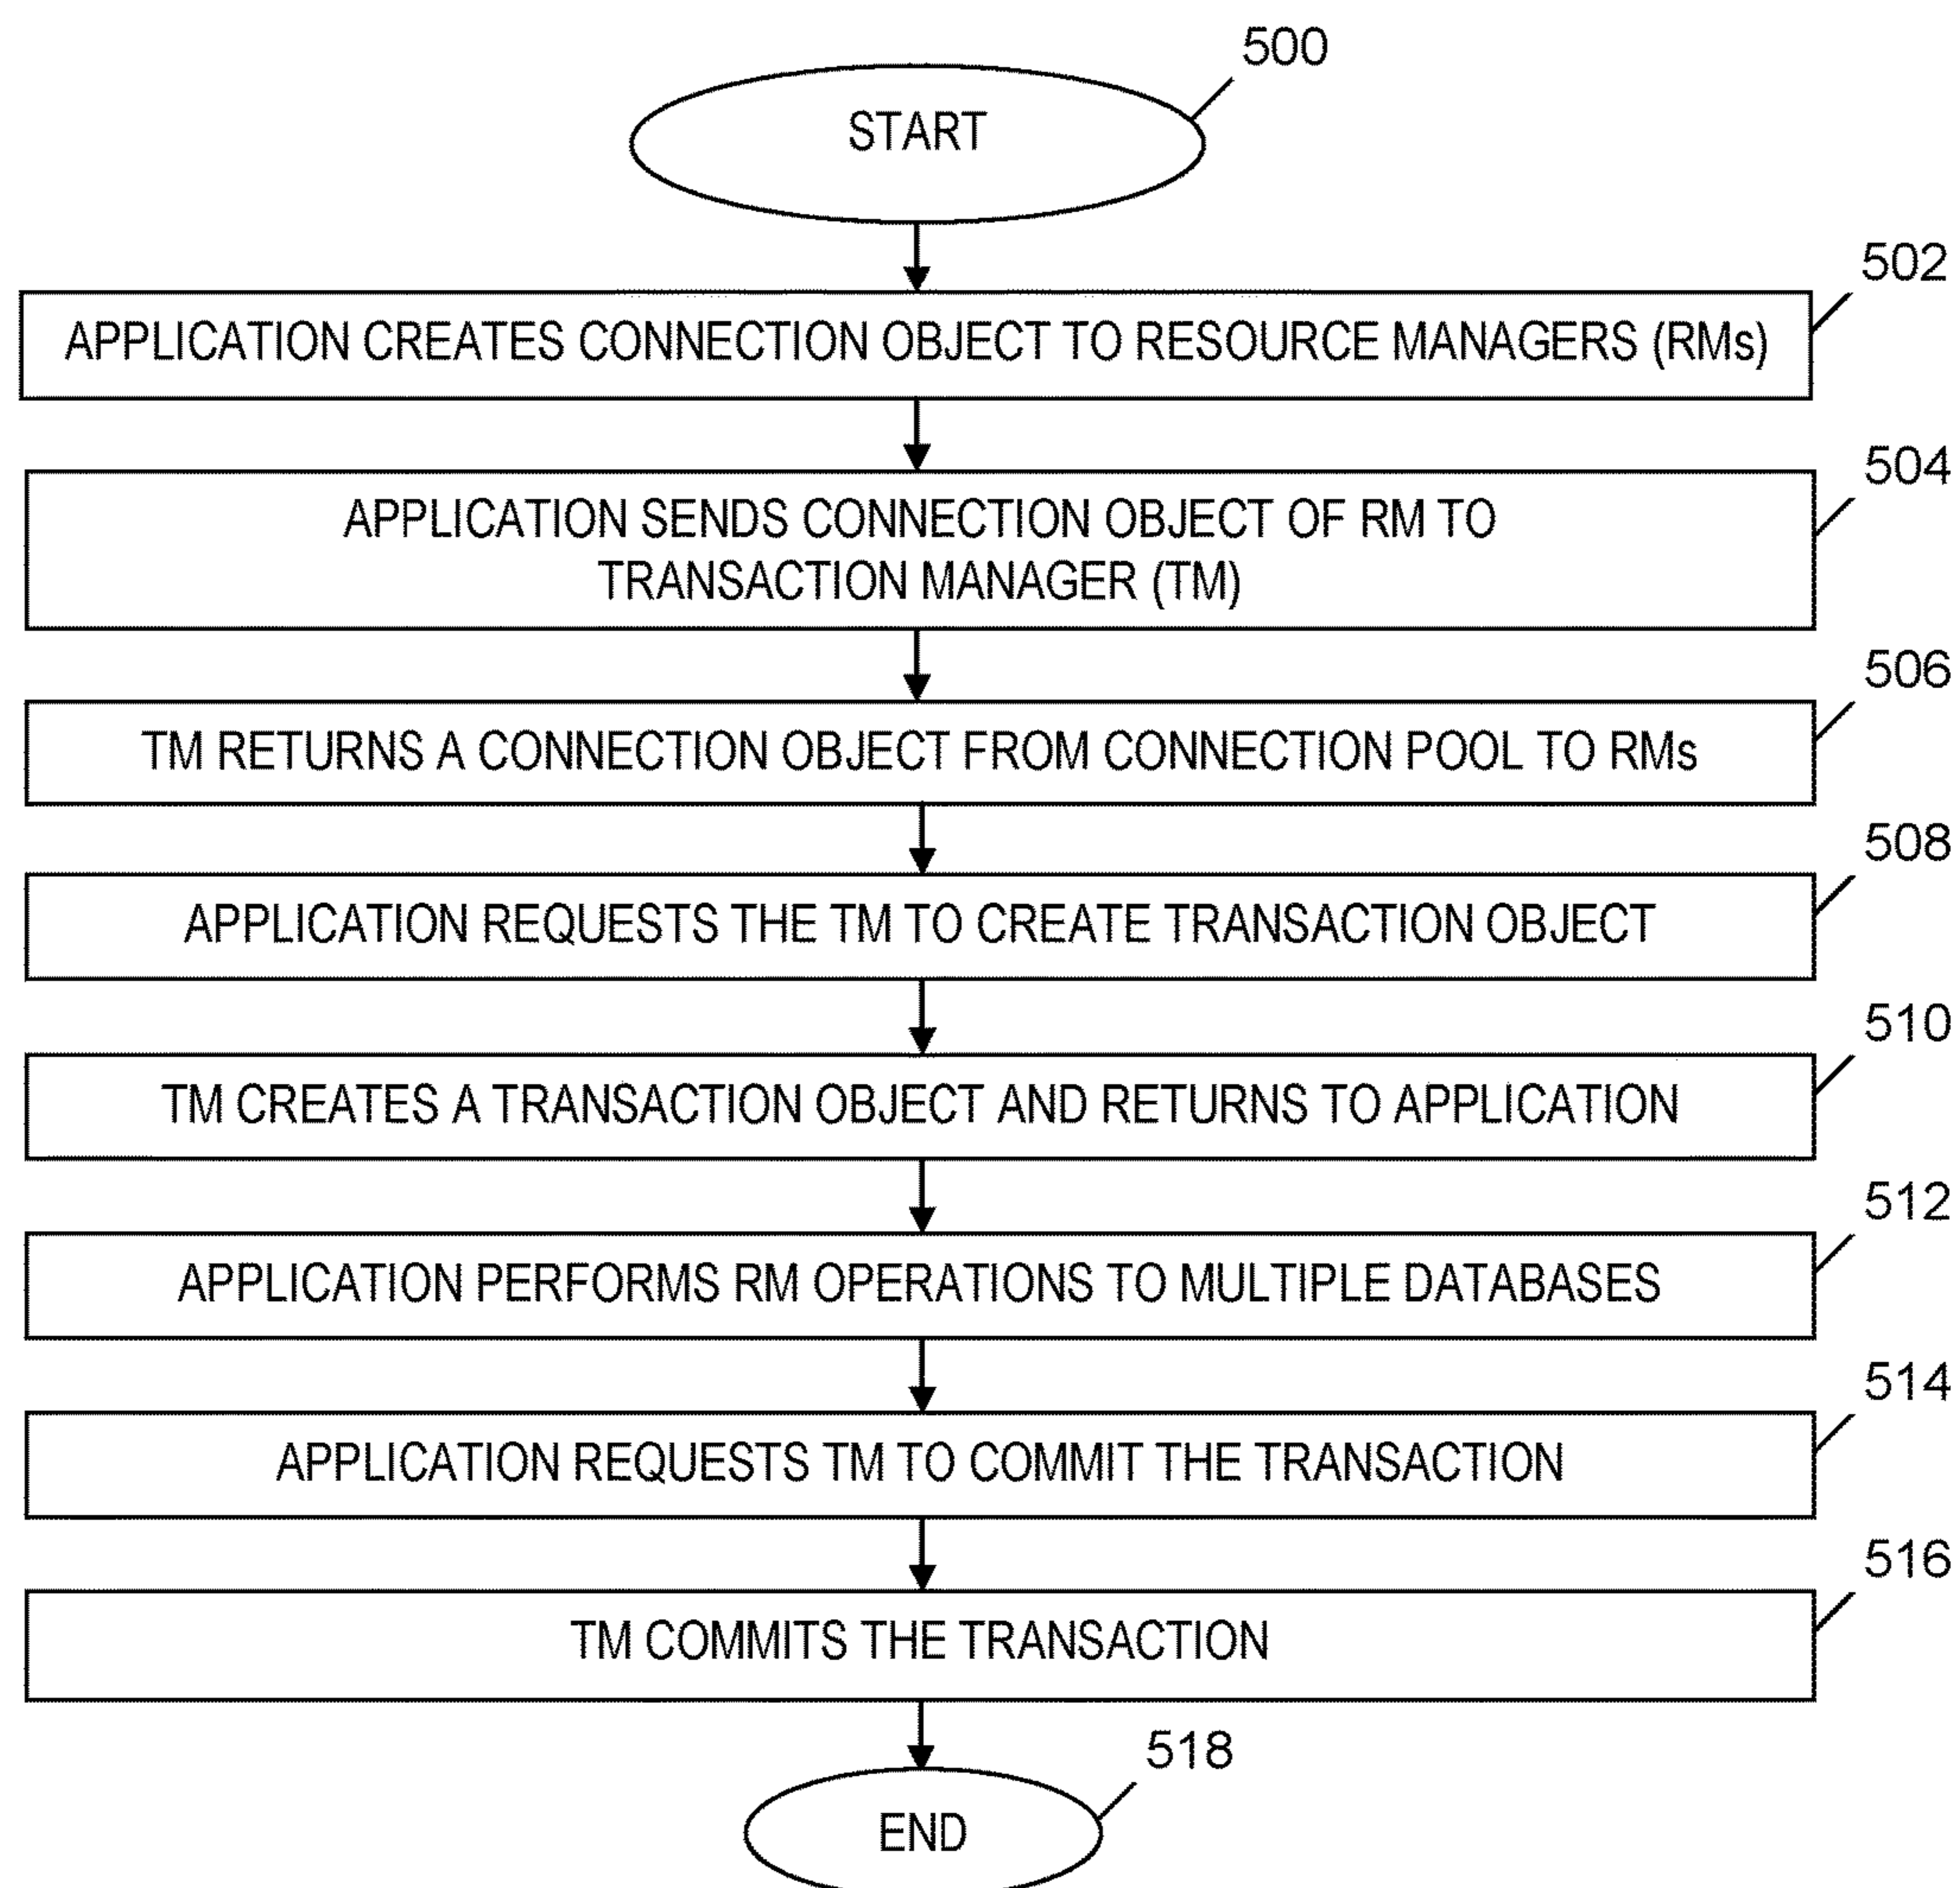 500
START
502
APPLICATION CREATES CONNECTION OBJECT TO RESOURCE MANAGERS (RMs)
504
APPLICATION SENDS CONNECTION OBJECT OF RM TO
TRANSACTION MANAGER (TM)
506
TM RETURNS A CONNECTION OBJECT FROM CONNECTION POOL TO RMs
508
APPLICATION REQUESTS THE TM TO CREATE TRANSACTION OBJECT
510
TM CREATES A TRANSACTION OBJECT AND RETURNS TO APPLICATION
512
APPLICATION PERFORMS RM OPERATIONS TO MULTIPLE DATABASES
514
APPLICATION REQUESTS TM TO COMMIT THE TRANSACTION
516
TM COMMITS THE TRANSACTION
518
END